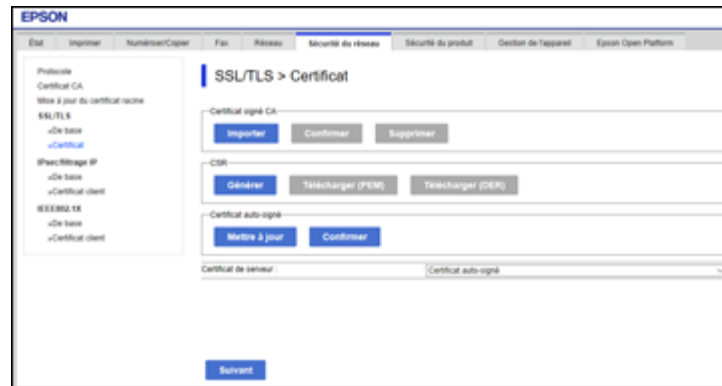 EPSON
État Imprimer Numériser/Copier Fax Réseau Sécurité du réseau Sécurité du produit Gestion de l'appareil Epson Open Platform
Protocole
Certificat CA
Mise à jour du certificat racine
SSL/TLS
»De base
»Certificat
IPsec/filtrage IP
»De base
»Certificat client
IEEE802.1X
»De base
»Certificat client
SSL/TLS > Certificat
Certificat signé CA
Importer Confirmer Supprimer
CSR
Générer Télécharger (PEM) Télécharger (DER)
Certificat auto-signé
Mettre à jour Confirmer
Certificat de serveur : Certificat auto-signé
Suivant